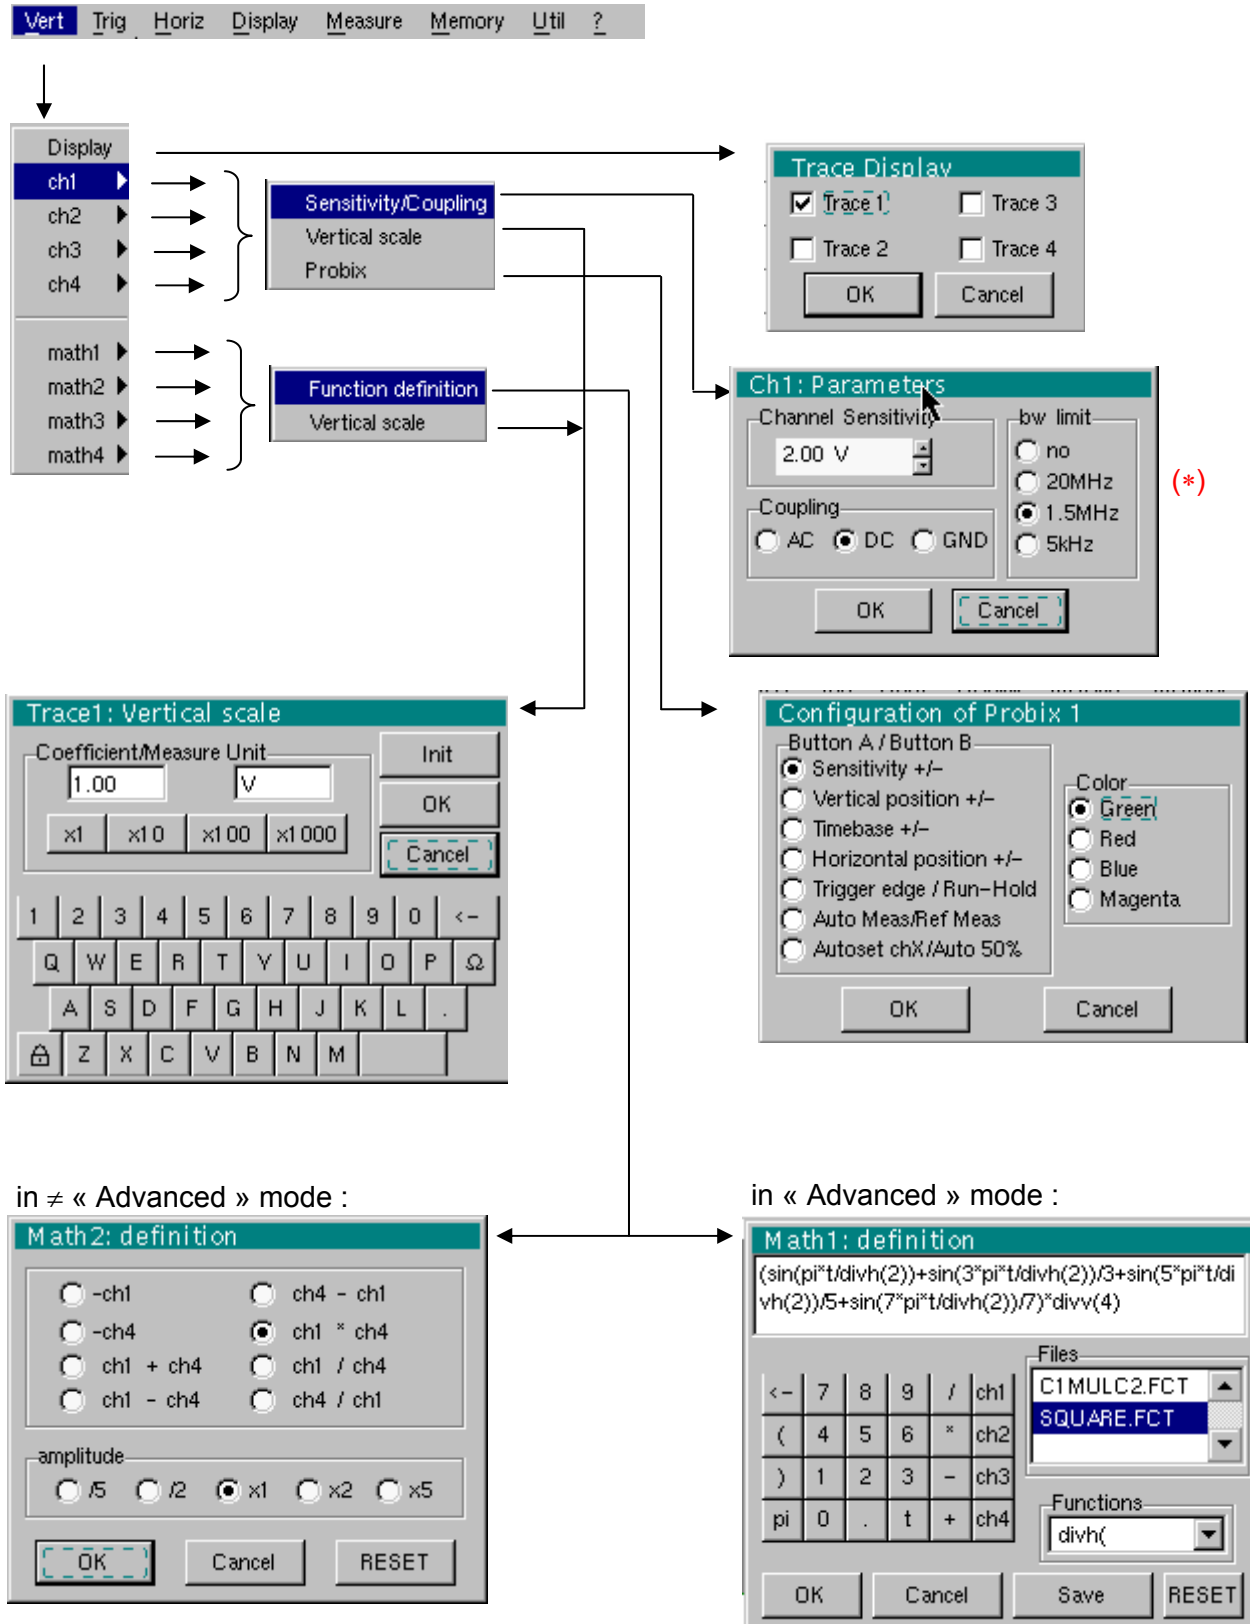 Vert Trig Horiz Display Measure Memory Util ?
Display
ch1
ch2
ch3
ch4
math1
math2
math3
math4
Sensitivity/Coupling
Vertical scale
Probix
Function definition
Vertical scale
Trace Display
Trace 1 Trace 3
Trace 2 Trace 4
OK Cancel
Ch1: Parameters
Channel Sensitivity
2.00 V
Coupling
AC DC GND
bw limit
no
20MHz
1.5MHz
5kHz
OK Cancel
(*)
Trace1: Vertical scale
Coefficient/Measure Unit
1.00 V
x1 x10 x100 x1000
Init
OK
Cancel
1 2 3 4 5 6 7 8 9 0 <-
Q W E R T Y U I O P Ω
A S D F G H J K L .
Z X C V B N M
Configuration of Probix 1
Button A / Button B
Sensitivity +/-
Vertical position +/-
Timebase +/-
Horizontal position +/-
Trigger edge / Run-Hold
Auto Meas/Ref Meas
Autoset chX/Auto 50%
Color
Green
Red
Blue
Magenta
OK Cancel
in ≠ « Advanced » mode :
Math2: definition
-ch1 ch4 - ch1
-ch4 ch1 * ch4
ch1 + ch4 ch1 / ch4
ch1 - ch4 ch4 / ch1
amplitude
/5 /2 x1 x2 x5
OK Cancel RESET
in « Advanced » mode :
Math1: definition
(sin(pi*t/divh(2))+sin(3*pi*t/divh(2))/3+sin(5*pi*t/di
vh(2))/5+sin(7*pi*t/divh(2))/7)*divv(4)
<- 7 8 9 / ch1
( 4 5 6 * ch2
) 1 2 3 - ch3
pi 0 . t + ch4
Files
C1MULC2.FCT
SQUARE.FCT
Functions
divh(
OK Cancel Save RESET